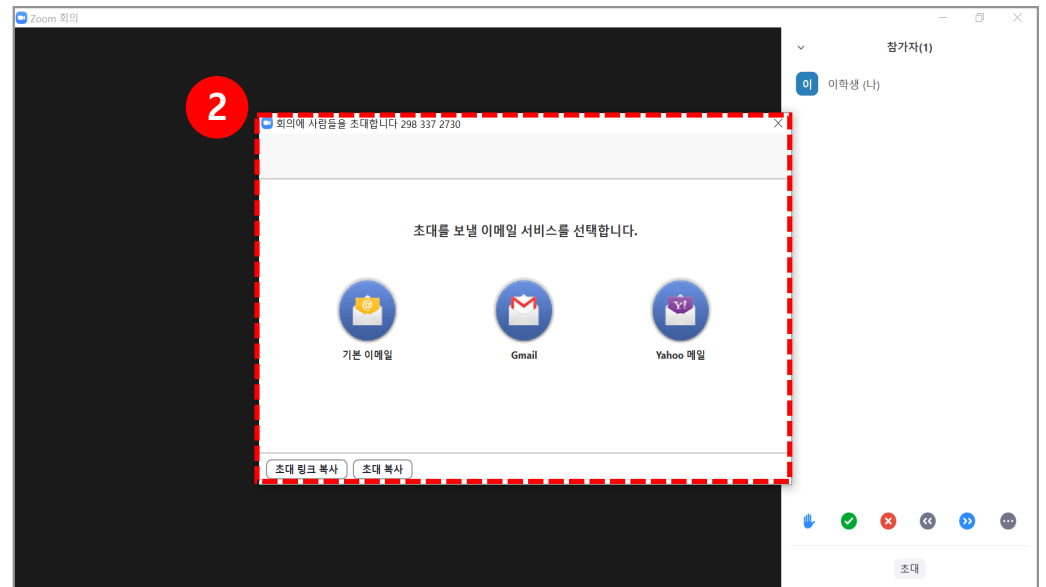 Zoom 회의
참가자(1)
이 이학생 (나)
2
회의에 사람들을 초대합니다 298 337 2730
초대를 보낼 이메일 서비스를 선택합니다.
@
Y!
기본 이메일 Gmail Yahoo 메일
초대 링크 복사 초대 복사
초대